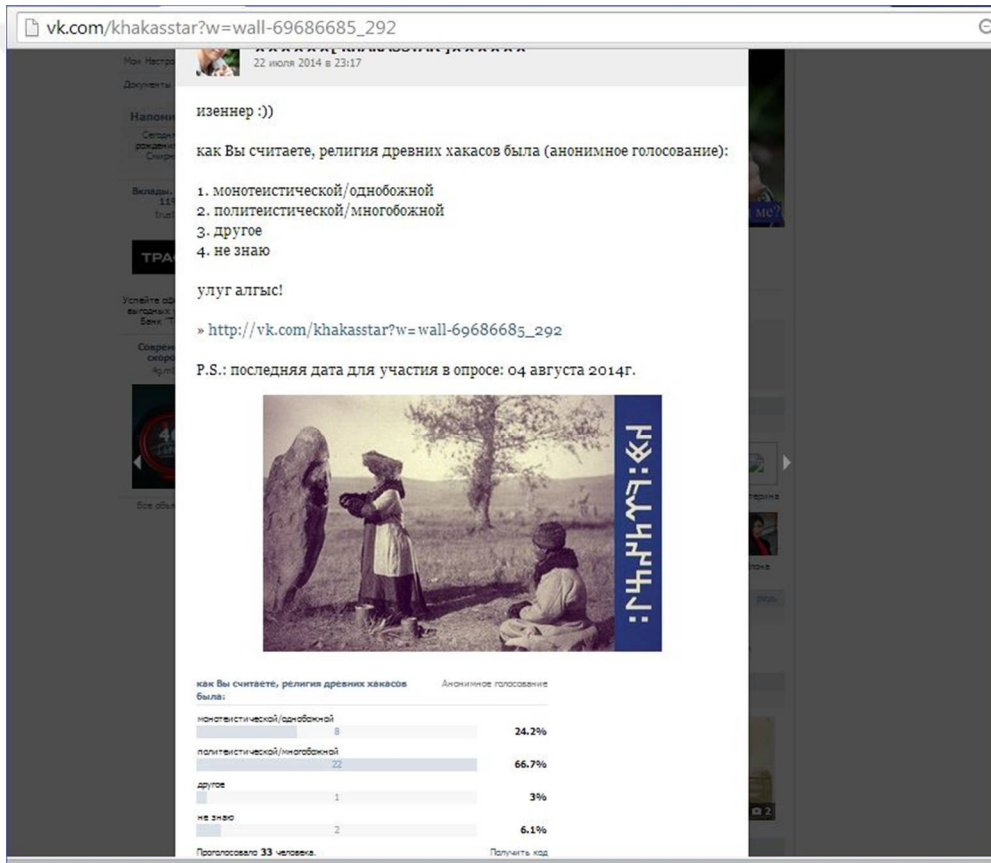 vk.com/khakasstar?w=wall-69686685_292
22 июля 2014 в 23:17
Документы
изеннер :))
как Вы считаете, религия древних хакасов была (анонимное голосование):
1. монотеистической/однобожной
2. политеистической/многобожной
3. другое
4. не знаю
улуг алгыс!
» http://vk.com/khakasstar?w=wall-69686685_292
P.S.: последняя дата для участия в опросе: 04 августа 2014г.
как Вы считаете, религия древних хакасов была:
Анонимное голосование
монотеистической/однобожной
8
24.2%
политеистической/многобожной
22
66.7%
другое
1
3%
не знаю
2
6.1%
Проголосовало 33 человека.
Получить код